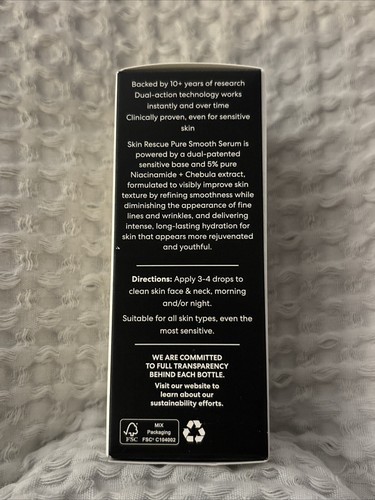 Backed by 10+ years of research
Dual-action technology works
instantly and over time
Clinically proven, even for sensitive
skin
Skin Rescue Pure Smooth Serum is
powered by a dual-patented
sensitive base and 5% pure
Niacinamide + Chebula extract,
formulated to visibly improve skin
texture by refining smoothness while
diminishing the appearance of fine
lines and wrinkles, and delivering
intense, long-lasting hydration for
skin that appears more rejuvenated
and youthful.
Directions: Apply 3-4 drops to
clean skin face & neck, morning
and/or night.
Suitable for all skin types, even the
most sensitive.
WE ARE COMMITTED
TO FULL TRANSPARENCY
BEHIND EACH BOTTLE.
Visit our website to
learn about our
sustainability efforts.
FSC
MIX
Packaging
FSC® C104002